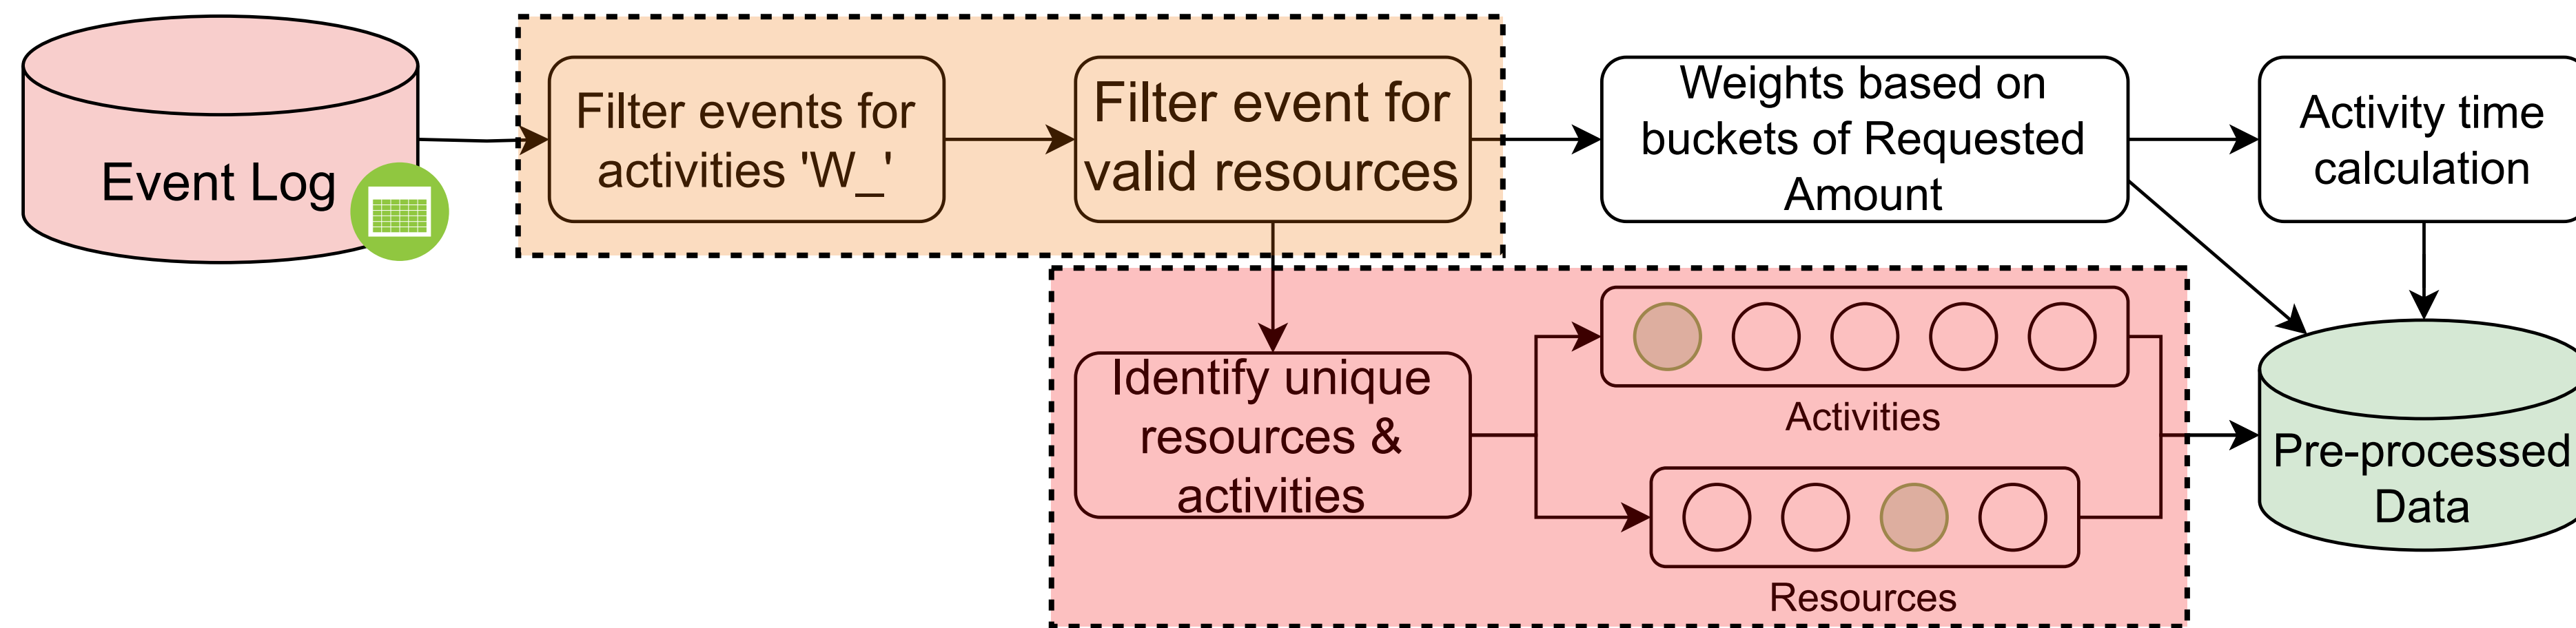 Event Log
Filter events for
activities 'W_'
Filter event for
valid resources
Weights based on
buckets of Requested
Amount
Activity time
calculation
Identify unique
resources &
activities
Activities
Resources
Pre-processed
Data